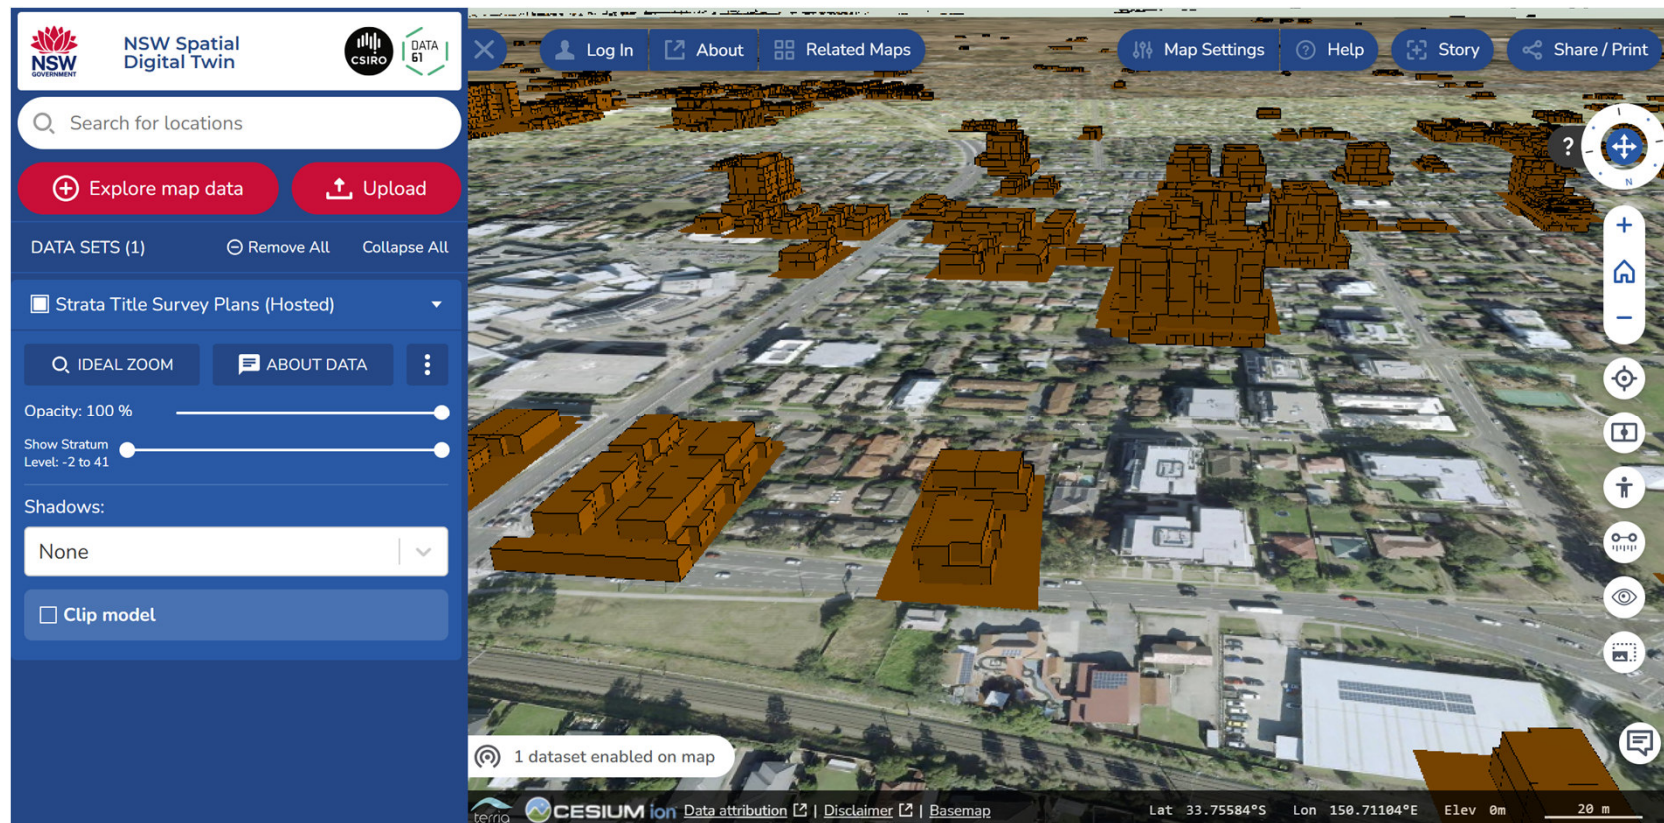 NSW
GOVERNMENT
NSW Spatial
Digital Twin
CSIRO
DATA
61
Log In
About
Related Maps
Map Settings
Help
Story
Share / Print
Search for locations
Explore map data
Upload
DATA SETS (1)
Remove All
Collapse All
Strata Title Survey Plans (Hosted)
IDEAL ZOOM
ABOUT DATA
Opacity: 100 %
Show Stratum
Level: -2 to 41
Shadows:
None
Clip model
?
N
1 dataset enabled on map
terria
CESIUM ion
Data attribution | Disclaimer | Basemap
Lat 33.75584°S Lon 150.71104°E Elev 0m
20 m